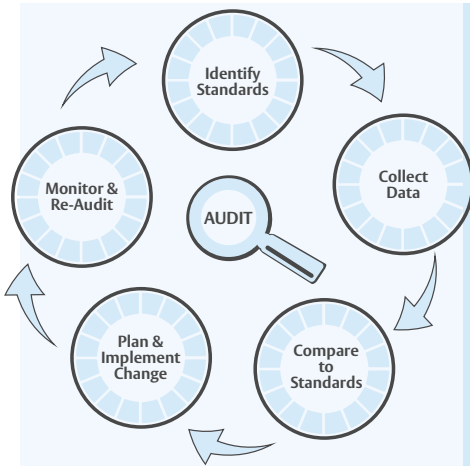 Identify
Standards
Collect
Data
Compare
to
Standards
Plan &
Implement
Change
Monitor &
Re-Audit
AUDIT